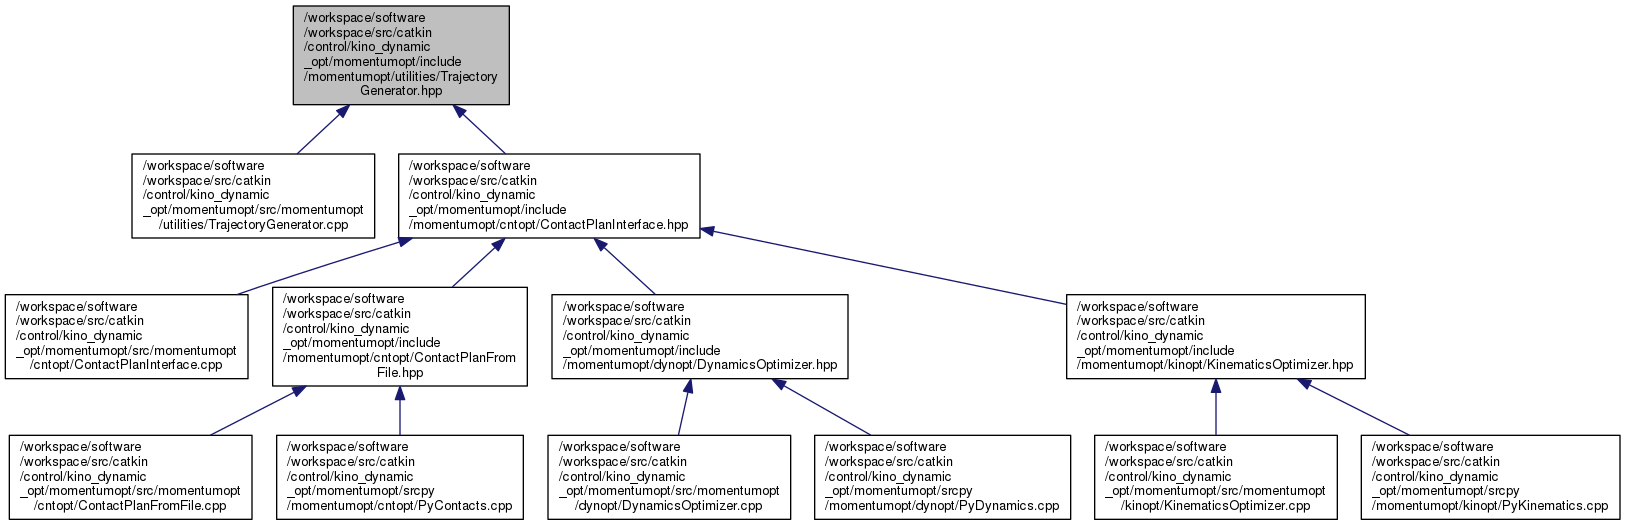 /workspace/software
/workspace/src/catkin
/control/kino_dynamic
_opt/momentumopt/include
/momentumopt/utilities/Trajectory
Generator.hpp
/workspace/software
/workspace/src/catkin
/control/kino_dynamic
_opt/momentumopt/src/momentumopt
/utilities/TrajectoryGenerator.cpp
/workspace/software
/workspace/src/catkin
/control/kino_dynamic
_opt/momentumopt/include
/momentumopt/cntopt/ContactPlanInterface.hpp
/workspace/software
/workspace/src/catkin
/control/kino_dynamic
_opt/momentumopt/src/momentumopt
/cntopt/ContactPlanInterface.cpp
/workspace/software
/workspace/src/catkin
/control/kino_dynamic
_opt/momentumopt/include
/momentumopt/cntopt/ContactPlanFrom
File.hpp
/workspace/software
/workspace/src/catkin
/control/kino_dynamic
_opt/momentumopt/include
/momentumopt/dynopt/DynamicsOptimizer.hpp
/workspace/software
/workspace/src/catkin
/control/kino_dynamic
_opt/momentumopt/include
/momentumopt/kinopt/KinematicsOptimizer.hpp
/workspace/software
/workspace/src/catkin
/control/kino_dynamic
_opt/momentumopt/src/momentumopt
/cntopt/ContactPlanFromFile.cpp
/workspace/software
/workspace/src/catkin
/control/kino_dynamic
_opt/momentumopt/srcpy
/momentumopt/cntopt/PyContacts.cpp
/workspace/software
/workspace/src/catkin
/control/kino_dynamic
_opt/momentumopt/src/momentumopt
/dynopt/DynamicsOptimizer.cpp
/workspace/software
/workspace/src/catkin
/control/kino_dynamic
_opt/momentumopt/srcpy
/momentumopt/dynopt/PyDynamics.cpp
/workspace/software
/workspace/src/catkin
/control/kino_dynamic
_opt/momentumopt/src/momentumopt
/kinopt/KinematicsOptimizer.cpp
/workspace/software
/workspace/src/catkin
/control/kino_dynamic
_opt/momentumopt/srcpy
/momentumopt/kinopt/PyKinematics.cpp